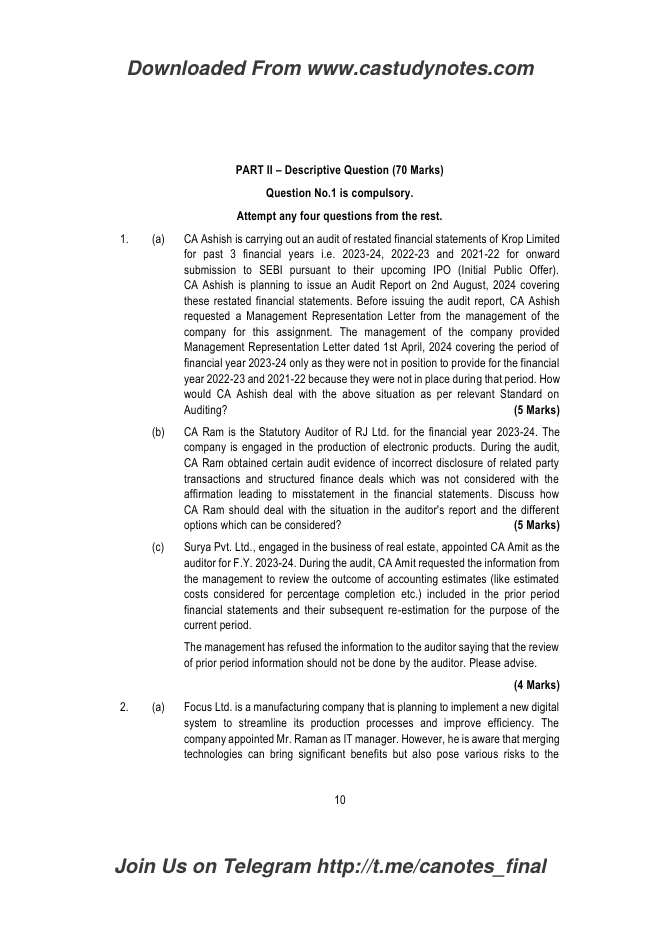 Downloaded From www.castudynotes.com
PART II – Descriptive Question (70 Marks)
Question No.1 is compulsory.
Attempt any four questions from the rest.
1. (a) CA Ashish is carrying out an audit of restated financial statements of Krop Limited
for past 3 financial years i.e. 2023-24, 2022-23 and 2021-22 for onward
submission to SEBI pursuant to their upcoming IPO (Initial Public Offer).
CA Ashish is planning to issue an Audit Report on 2nd August, 2024 covering
these restated financial statements. Before issuing the audit report, CA Ashish
requested a Management Representation Letter from the management of the
company for this assignment. The management of the company provided
Management Representation Letter dated 1st April, 2024 covering the period of
financial year 2023-24 only as they were not in position to provide for the financial
year 2022-23 and 2021-22 because they were not in place during that period. How
would CA Ashish deal with the above situation as per relevant Standard on
Auditing? (5 Marks)
(b) CA Ram is the Statutory Auditor of RJ Ltd. for the financial year 2023-24. The
company is engaged in the production of electronic products. During the audit,
CA Ram obtained certain audit evidence of incorrect disclosure of related party
transactions and structured finance deals which was not considered with the
affirmation leading to misstatement in the financial statements. Discuss how
CA Ram should deal with the situation in the auditor's report and the different
options which can be considered? (5 Marks)
(c) Surya Pvt. Ltd., engaged in the business of real estate, appointed CA Amit as the
auditor for F.Y. 2023-24. During the audit, CA Amit requested the information from
the management to review the outcome of accounting estimates (like estimated
costs considered for percentage completion etc.) included in the prior period
financial statements and their subsequent re-estimation for the purpose of the
current period.
The management has refused the information to the auditor saying that the review
of prior period information should not be done by the auditor. Please advise.
(4 Marks)
2. (a) Focus Ltd. is a manufacturing company that is planning to implement a new digital
system to streamline its production processes and improve efficiency. The
company appointed Mr. Raman as IT manager. However, he is aware that merging
technologies can bring significant benefits but also pose various risks to the
10
Join Us on Telegram http://t.me/canotes_final